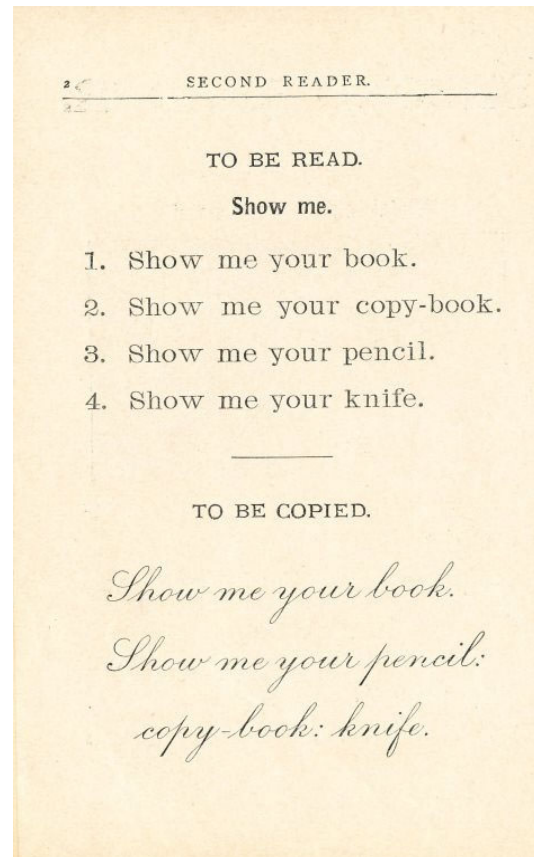 2 SECOND READER.
TO BE READ.
Show me.
1. Show me your book.
2. Show me your copy-book.
3. Show me your pencil.
4. Show me your knife.
TO BE COPIED.
Show me your book.
Show me your pencil:
copy-book: knife.